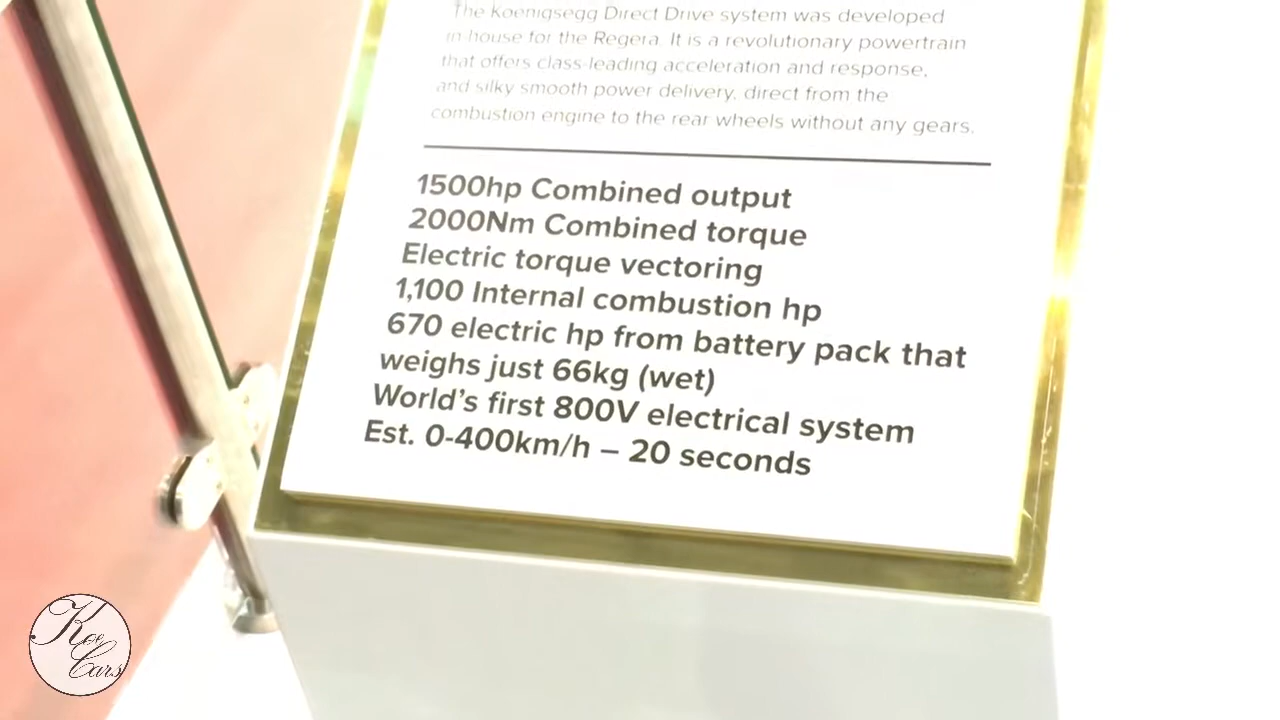 The Koenigsegg Direct Drive system was developed
in-house for the Regera. It is a revolutionary powertrain
that offers class-leading acceleration and response,
and silky smooth power delivery, direct from the
combustion engine to the rear wheels without any gears.
1500hp Combined output
2000Nm Combined torque
Electric torque vectoring
1,100 Internal combustion hp
670 electric hp from battery pack that
weighs just 66kg (wet)
World's first 800V electrical system
Est. 0-400km/h – 20 seconds
Koe
Cars